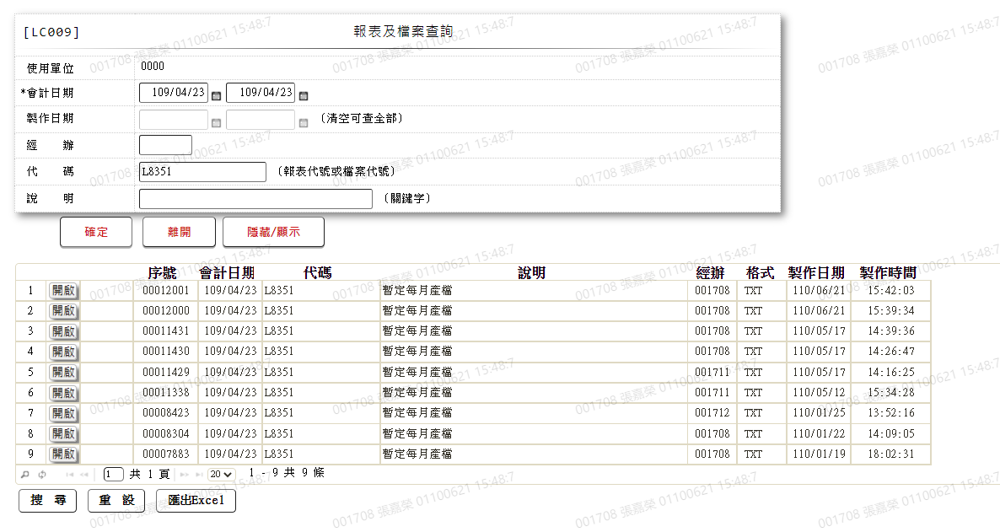 [LC009] 報表及檔案查詢
使用單位 0000
*會計日期 109/04/23 109/04/23
製作日期 (清空可查全部)
經 辦
代 碼 L8351 (報表代號或檔案代號)
說 明 (關鍵字)
確定 離開 隱藏/顯示
序號 會計日期 代碼 說明 經辦 格式 製作日期 製作時間
1 開啟 00012001 109/04/23 L8351 暫定每月產檔 001708 TXT 110/06/21 15:42:03
2 開啟 00012000 109/04/23 L8351 暫定每月產檔 001708 TXT 110/06/21 15:39:34
3 開啟 00011431 109/04/23 L8351 暫定每月產檔 001708 TXT 110/05/17 14:39:36
4 開啟 00011430 109/04/23 L8351 暫定每月產檔 001708 TXT 110/05/17 14:26:47
5 開啟 00011429 109/04/23 L8351 暫定每月產檔 001711 TXT 110/05/17 14:16:25
6 開啟 00011338 109/04/23 L8351 暫定每月產檔 001711 TXT 110/05/12 15:34:28
7 開啟 00008423 109/04/23 L8351 暫定每月產檔 001712 TXT 110/01/25 13:52:16
8 開啟 00008304 109/04/23 L8351 暫定每月產檔 001708 TXT 110/01/22 14:09:05
9 開啟 00007883 109/04/23 L8351 暫定每月產檔 001708 TXT 110/01/19 18:02:31
1 共 1 頁 20 1 - 9 共 9 條
搜 尋 重 設 匯出Excel
001708 張嘉榮 01100621 15:48:7